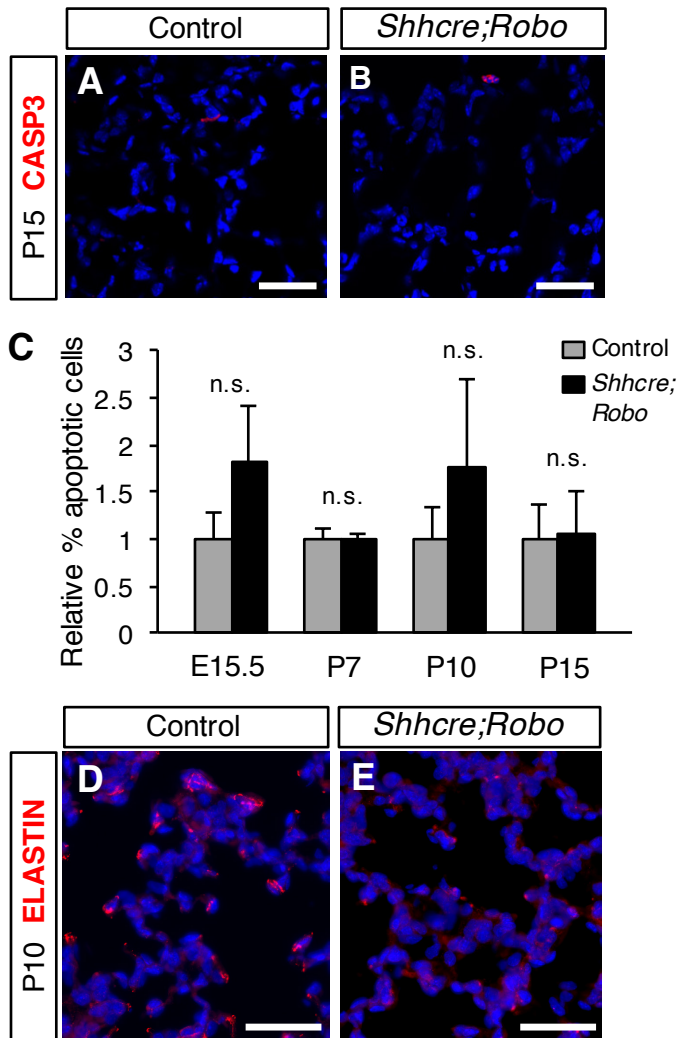 Control
Shhcre;Robo
P15 CASP3
A
B
C
Relative % apoptotic cells
3
2.5
2
1.5
1
0.5
0
n.s.
n.s.
n.s.
n.s.
Control
Shhcre;
Robo
E15.5 P7 P10 P15
Control
Shhcre;Robo
P10 ELASTIN
D
E